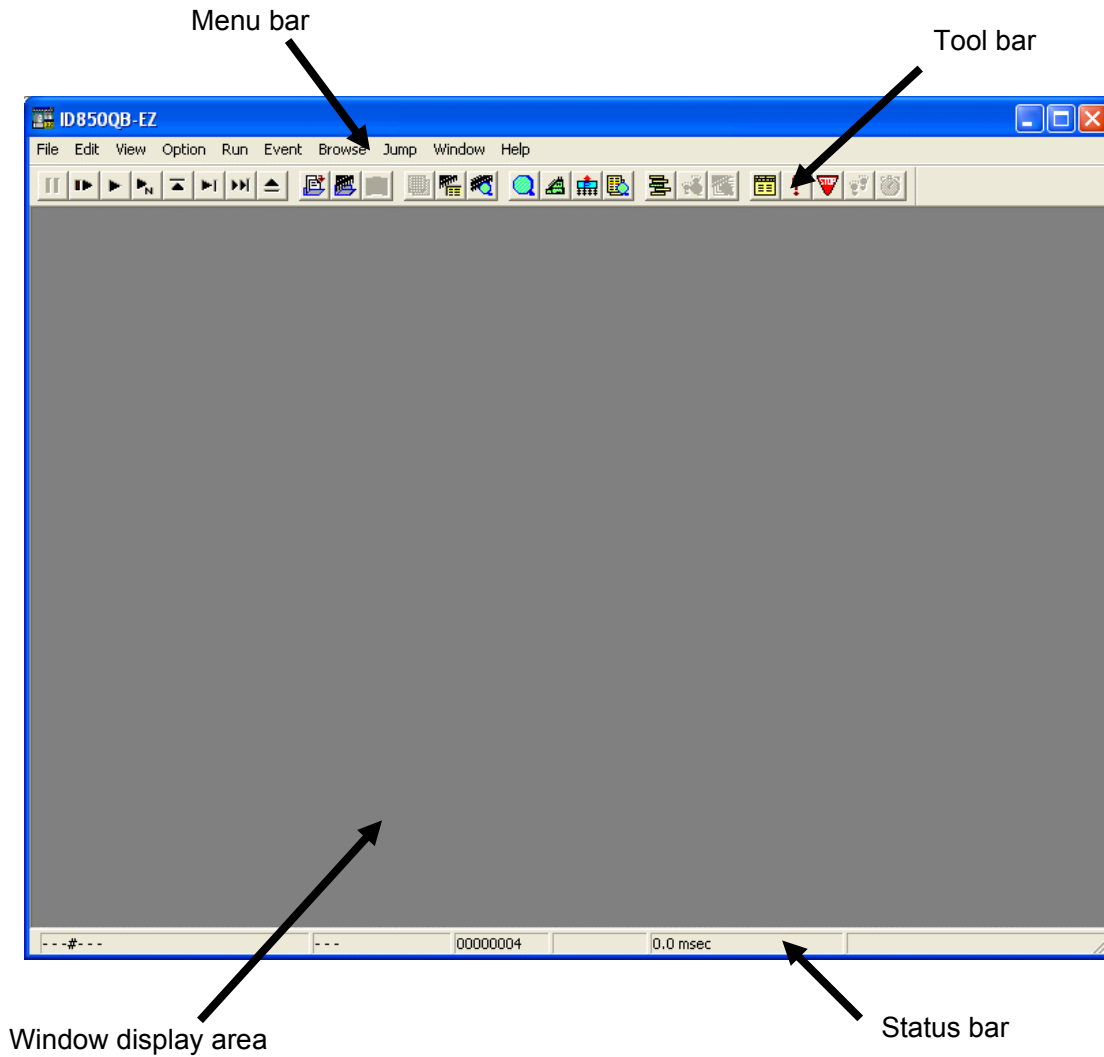 Menu bar
Tool bar
ID850QB-EZ
File Edit View Option Run Event Browse Jump Window Help
N
---#--- --- 00000004 0.0 msec
Window display area
Status bar